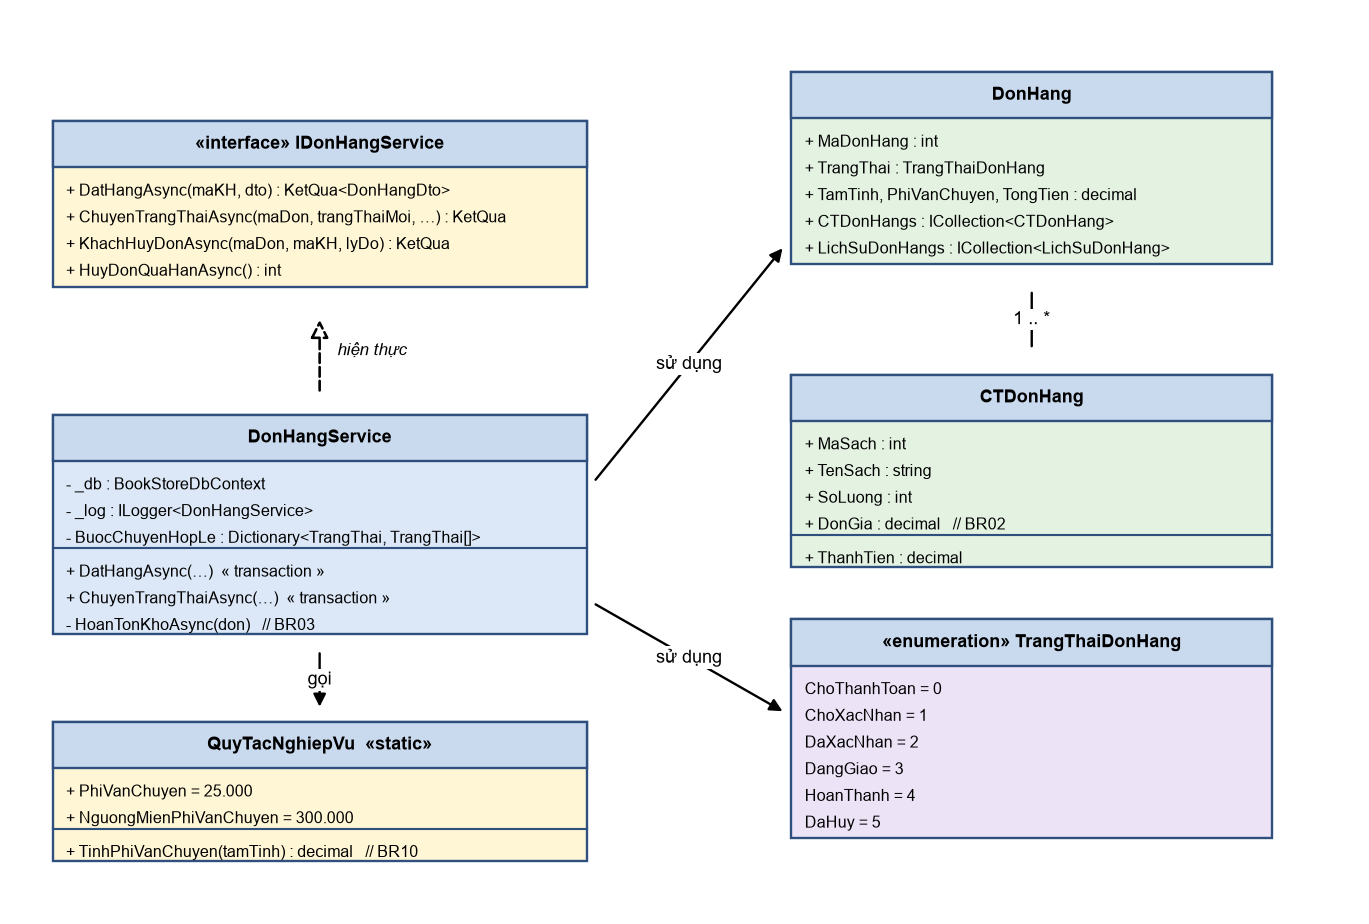 «interface» IDonHangService
+ DatHangAsync(maKH, dto) : KetQua<DonHangDto>
+ ChuyenTrangThaiAsync(maDon, trangThaiMoi, …) : KetQua
+ KhachHuyDonAsync(maDon, maKH, lyDo) : KetQua
+ HuyDonQuaHanAsync() : int
hiện thực
DonHangService
- _db : BookStoreDbContext
- _log : ILogger<DonHangService>
- BuocChuyenHopLe : Dictionary<TrangThai, TrangThai[]>
+ DatHangAsync(…) « transaction »
+ ChuyenTrangThaiAsync(…) « transaction »
- HoanTonKhoAsync(don) // BR03
gọi
QuyTacNghiepVu «static»
+ PhiVanChuyen = 25.000
+ NguongMienPhiVanChuyen = 300.000
+ TinhPhiVanChuyen(tamTinh) : decimal // BR10
sử dụng
sử dụng
DonHang
+ MaDonHang : int
+ TrangThai : TrangThaiDonHang
+ TamTinh, PhiVanChuyen, TongTien : decimal
+ CTDonHangs : ICollection<CTDonHang>
+ LichSuDonHangs : ICollection<LichSuDonHang>
1 .. *
CTDonHang
+ MaSach : int
+ TenSach : string
+ SoLuong : int
+ DonGia : decimal // BR02
+ ThanhTien : decimal
«enumeration» TrangThaiDonHang
ChoThanhToan = 0
ChoXacNhan = 1
DaXacNhan = 2
DangGiao = 3
HoanThanh = 4
DaHuy = 5